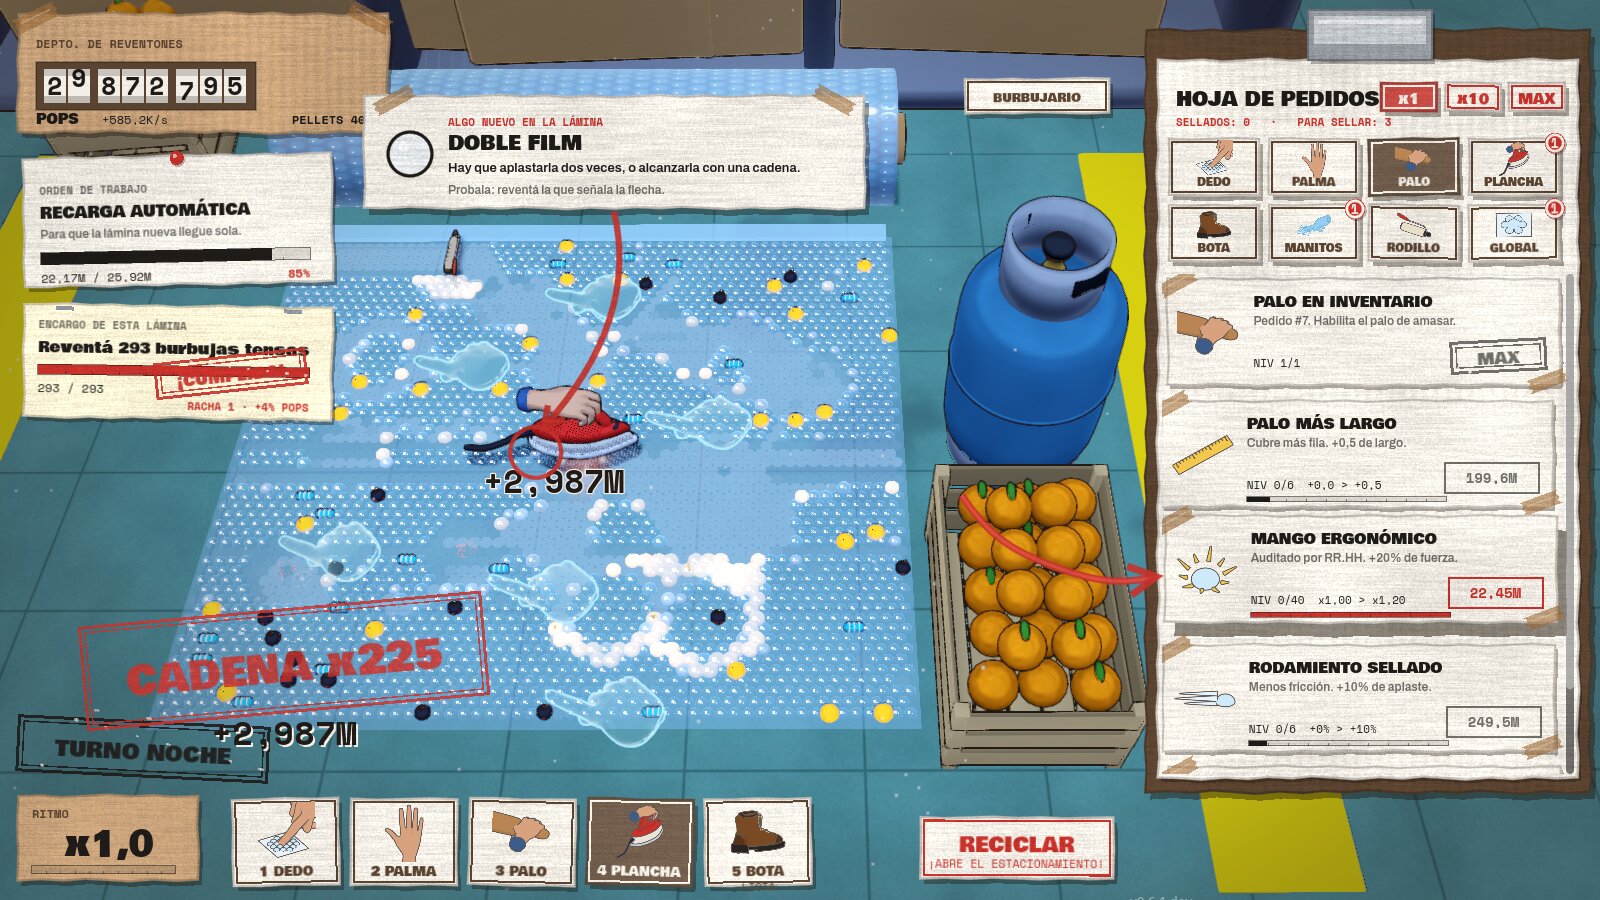 DEPTO. DE REVENTONES
29 872 795
POPS +585,2K/s PELLETS 40
ORDEN DE TRABAJO
RECARGA AUTOMÁTICA
Para que la lámina nueva llegue sola.
22,17M / 25,92M 85%
ENCARGO DE ESTA LÁMINA
Reventá 293 burbujas tensas
293 / 293
RACHA 1 · +4% POPS
ALGO NUEVO EN LA LÁMINA
DOBLE FILM
Hay que aplastarla dos veces, o alcanzarla con una cadena.
Probala: reventá la que señala la flecha.
BURBUJARIO
+2,987M
CADENA x225
+2,987M
TURNO NOCHE
RITMO
x1,0
1 DEDO
2 PALMA
3 PALO
4 PLANCHA
5 BOTA
RECICLAR
¡ABRE EL ESTACIONAMIENTO!
HOJA DE PEDIDOS x1 x10 MAX
SELLADOS: 0 · PARA SELLAR: 3
DEDO
PALMA
PALO
PLANCHA 1
BOTA
MANITOS 1
RODILLO
GLOBAL 1
PALO EN INVENTARIO
Pedido #7. Habilita el palo de amasar.
NIV 1/1 MAX
PALO MÁS LARGO
Cubre más fila. +0,5 de largo.
NIV 0/6 +0,0 > +0,5 199,6M
MANGO ERGONÓMICO
Auditado por RR.HH. +20% de fuerza.
NIV 0/40 x1,00 > x1,20 22,45M
RODAMIENTO SELLADO
Menos fricción. +10% de aplaste.
NIV 0/6 +0% > +10% 249,5M